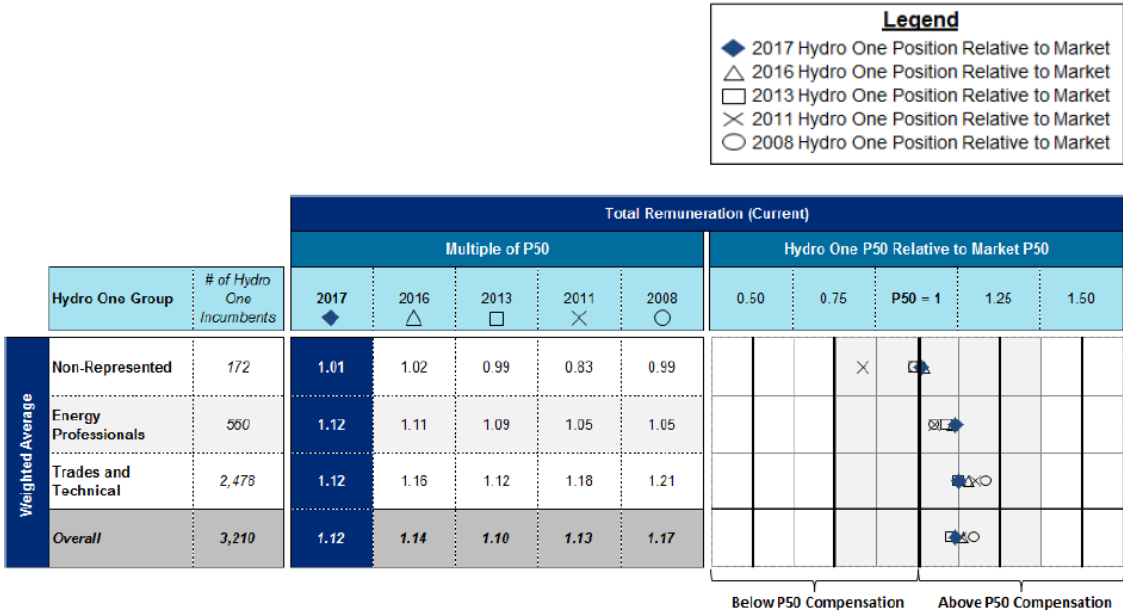 Legend
2017 Hydro One Position Relative to Market
2016 Hydro One Position Relative to Market
2013 Hydro One Position Relative to Market
2011 Hydro One Position Relative to Market
2008 Hydro One Position Relative to Market
Total Remuneration (Current)
Multiple of P50 Hydro One P50 Relative to Market P50
Hydro One Group # of Hydro One Incumbents 2017 2016 2013 2011 2008 0.50 0.75 P50 = 1 1.25 1.50
Weighted Average
Non-Represented 172 1.01 1.02 0.99 0.83 0.99
Energy Professionals 560 1.12 1.11 1.09 1.05 1.05
Trades and Technical 2,478 1.12 1.16 1.12 1.18 1.21
Overall 3,210 1.12 1.14 1.10 1.13 1.17
Below P50 Compensation Above P50 Compensation